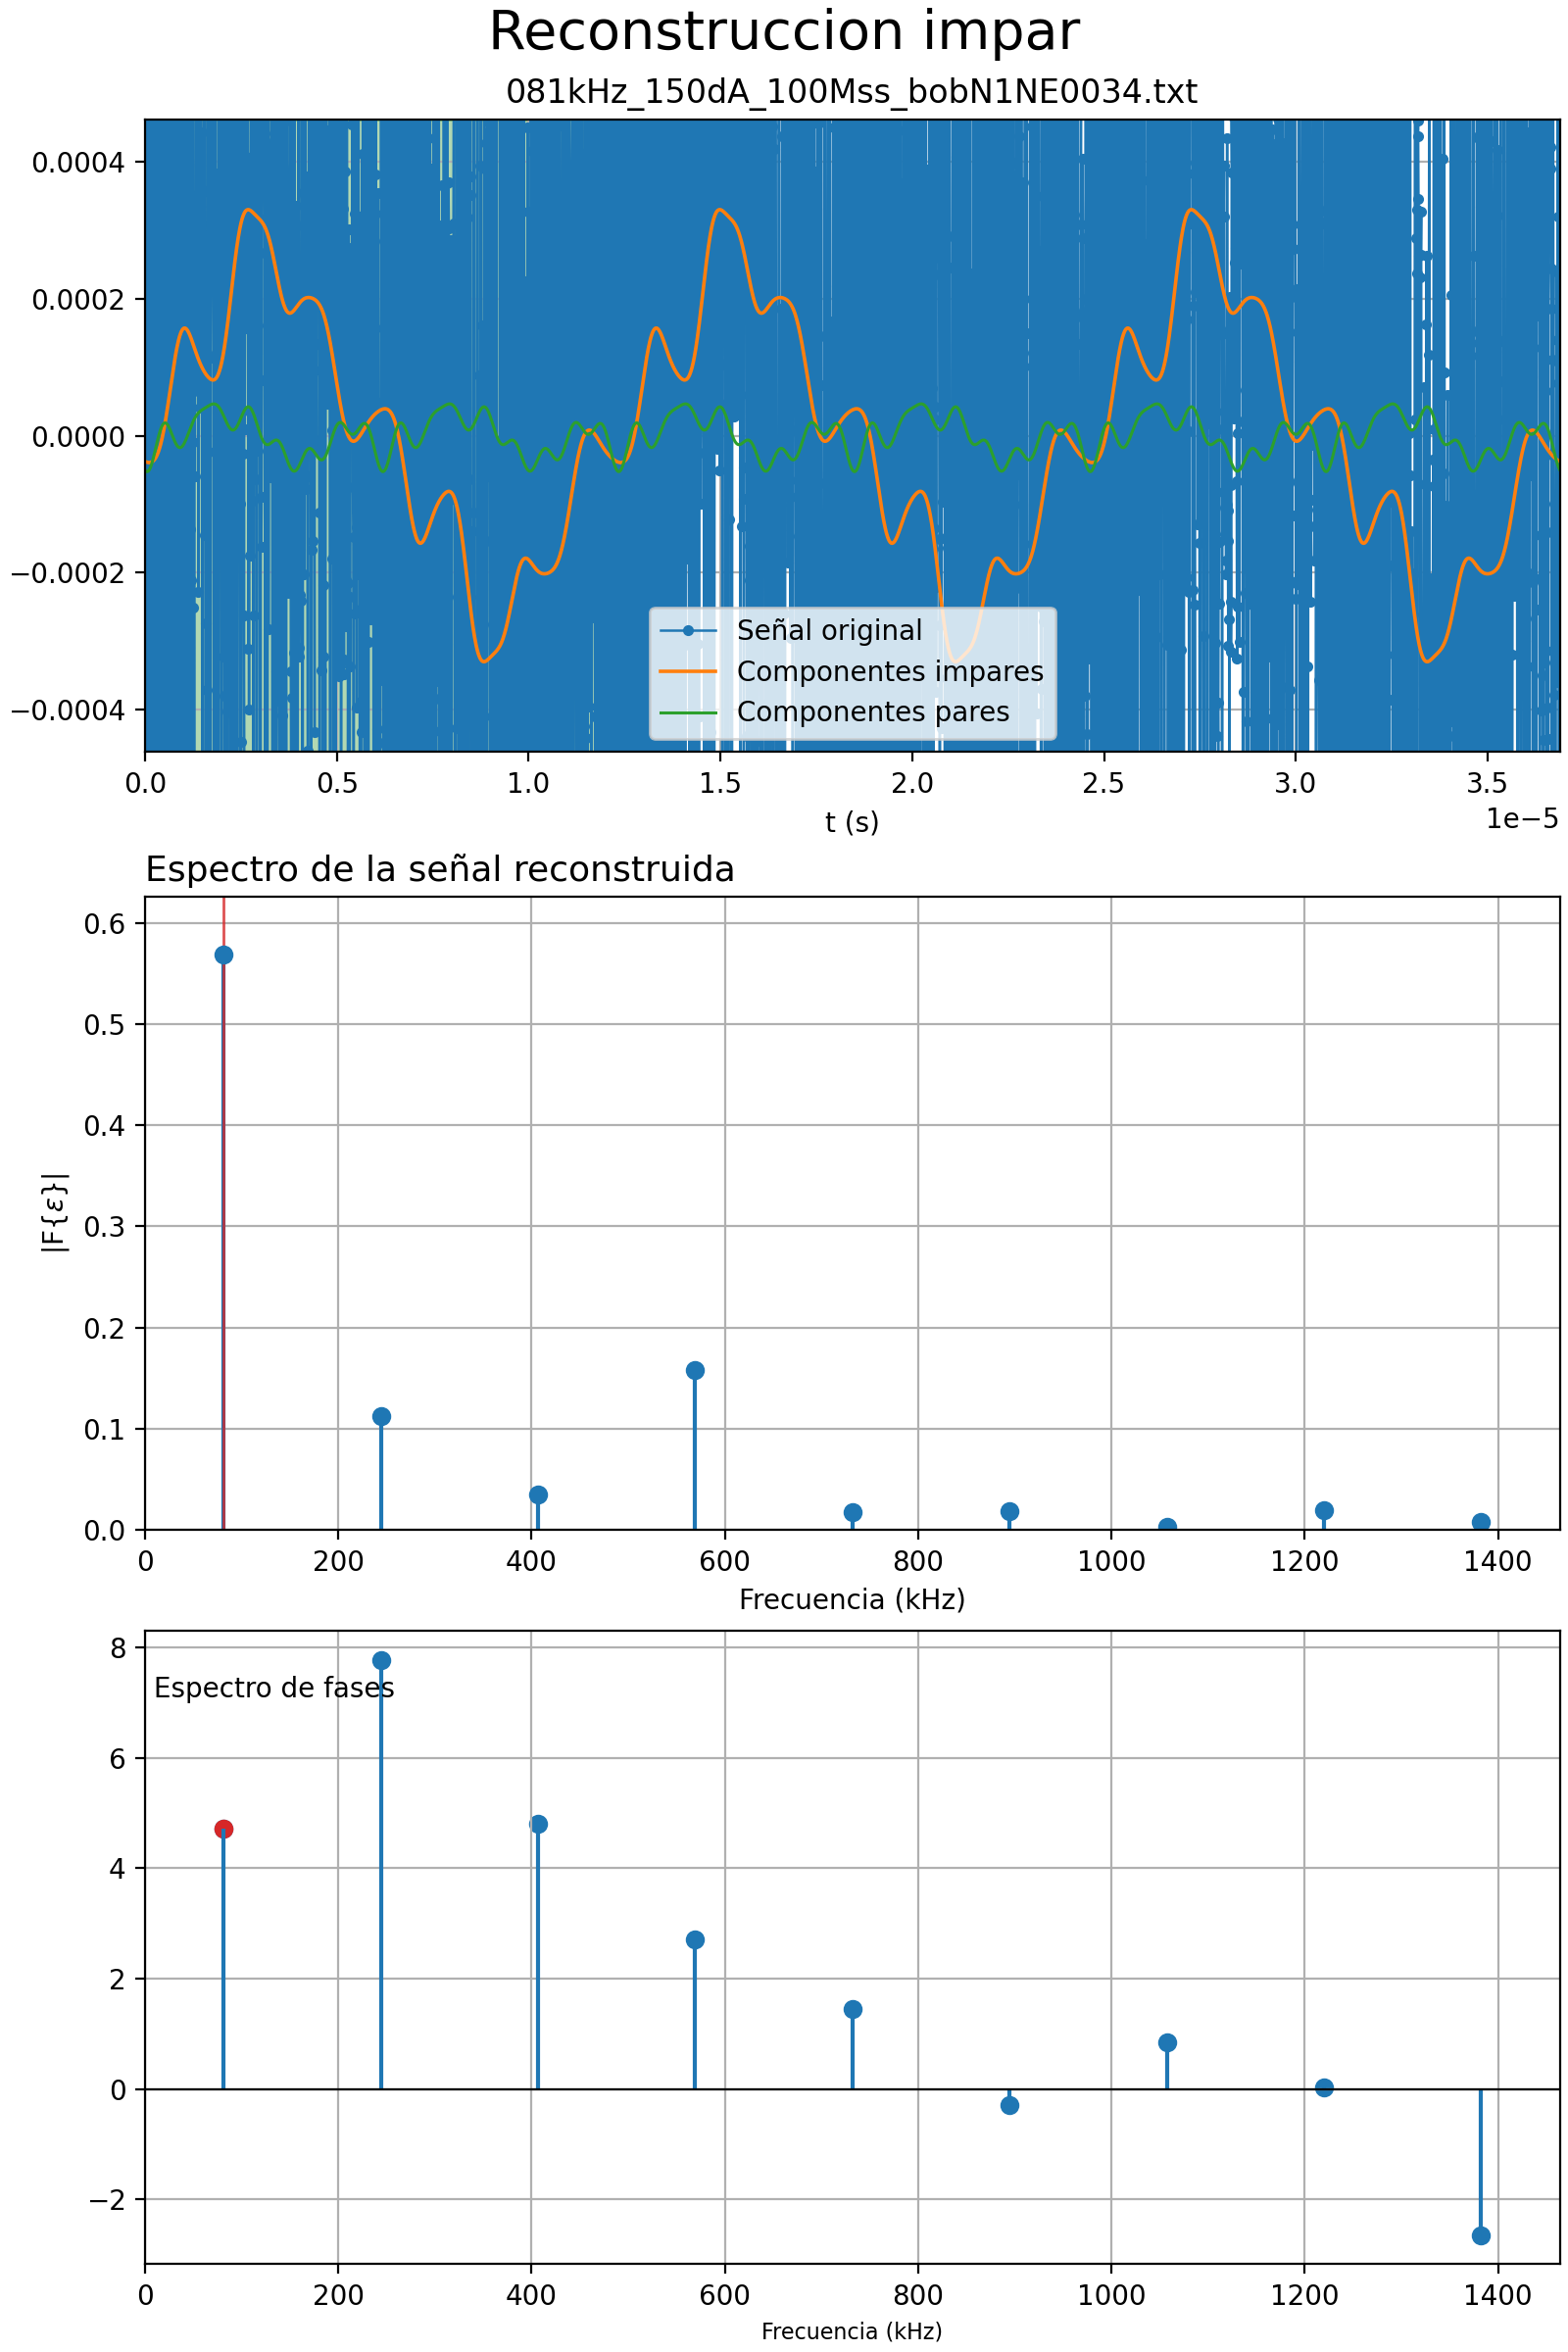 Reconstruccion impar
081kHz_150dA_100Mss_bobN1NE0034.txt
0.0004
0.0002
0.0000
−0.0002
−0.0004
Señal original
Componentes impares
Componentes pares
0.0 0.5 1.0 1.5 2.0 2.5 3.0 3.5
1e−5
t (s)
Espectro de la señal reconstruida
0.6
0.5
0.4
0.3
0.2
0.1
0.0
|F{ε}|
0 200 400 600 800 1000 1200 1400
Frecuencia (kHz)
8
6
4
2
0
−2
Espectro de fases
0 200 400 600 800 1000 1200 1400
Frecuencia (kHz)